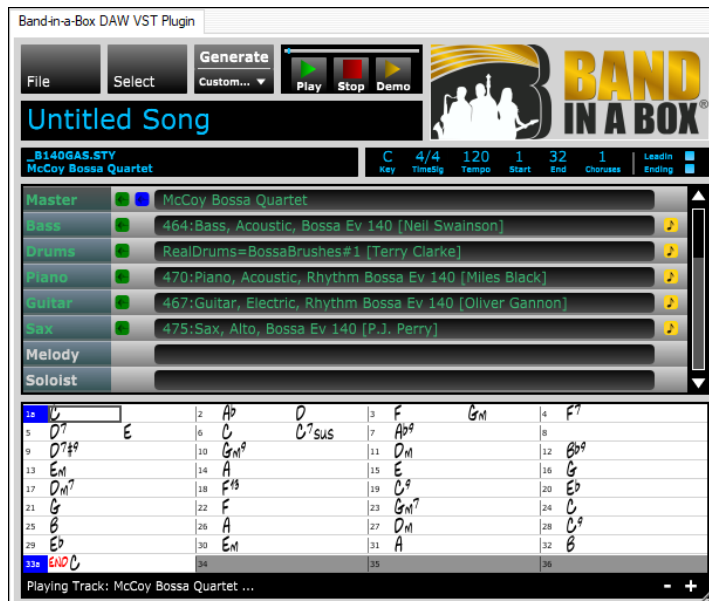 Band-in-a-Box DAW VST Plugin
File Select Generate Custom... ▼ Play Stop Demo
BAND IN A BOX®
Untitled Song
_B140GAS.STY
McCoy Bossa Quartet
C 4/4 120 1 32 1 LeadIn
Key TimeSig Tempo Start End Choruses Ending
Master McCoy Bossa Quartet
Bass 464:Bass, Acoustic, Bossa Ev 140 [Neil Swainson]
Drums RealDrums=BossaBrushes#1 [Terry Clarke]
Piano 470:Piano, Acoustic, Rhythm Bossa Ev 140 [Miles Black]
Guitar 467:Guitar, Electric, Rhythm Bossa Ev 140 [Oliver Gannon]
Sax 475:Sax, Alto, Bossa Ev 140 [P.J. Perry]
Melody
Soloist
1a C 2 Ab D 3 F Gm 4 F7
5 D7 E 6 C C7sus 7 Ab9 8
9 D7#9 10 Gm9 11 Dm 12 Bb9
13 Em 14 A 15 E 16 G
17 Dm7 18 F13 19 C9 20 Eb
21 G 22 F 23 Gm7 24 C
25 B 26 A 27 Dm 28 C9
29 Eb 30 Em 31 A 32 B
33a END C 34 35 36
Playing Track: McCoy Bossa Quartet ... - +